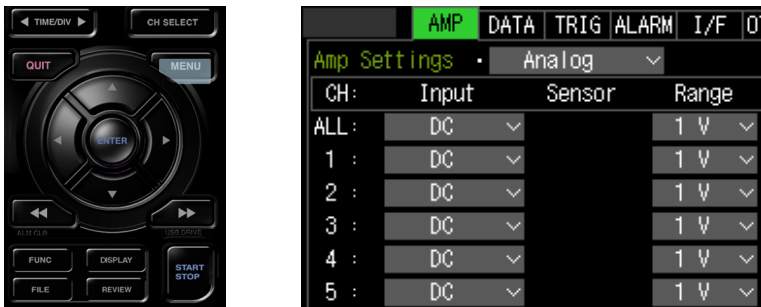 TIME/DIV
CH SELECT
QUIT
MENU
ENTER
ALM CLR
USB DRIVE
FUNC
DISPLAY
START
STOP
FILE
REVIEW
AMP DATA TRIG ALARM I/F
Amp Settings · Analog
CH: Input Sensor Range
ALL: DC 1 V
1 : DC 1 V
2 : DC 1 V
3 : DC 1 V
4 : DC 1 V
5 : DC 1 V